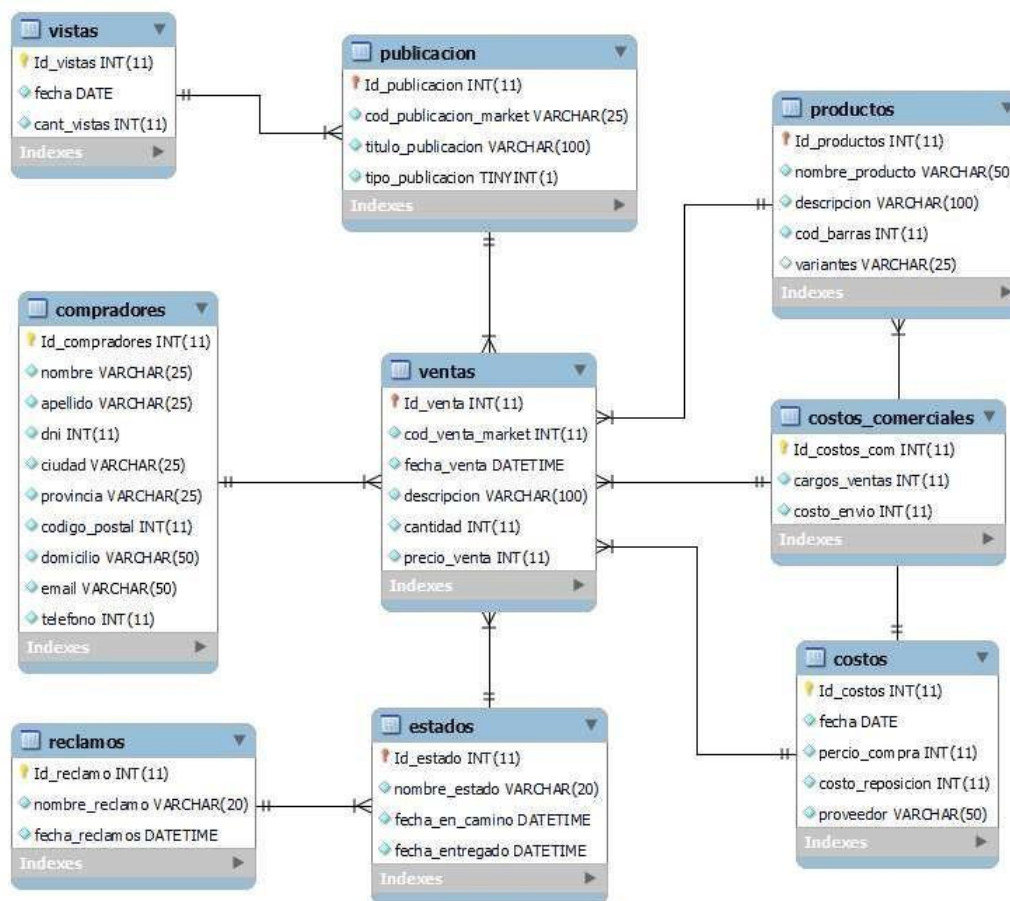 vistas
Id_vistas INT(11)
fecha DATE
cant_vistas INT(11)
Indexes
publicacion
Id_publicacion INT(11)
cod_publicacion_market VARCHAR(25)
titulo_publicacion VARCHAR(100)
tipo_publicacion TINYINT(1)
Indexes
productos
Id_productos INT(11)
nombre_producto VARCHAR(50
descripcion VARCHAR(100)
cod_barras INT(11)
variantes VARCHAR(25)
Indexes
compradores
Id_compradores INT(11)
nombre VARCHAR(25)
apellido VARCHAR(25)
dni INT(11)
ciudad VARCHAR(25)
provincia VARCHAR(25)
codigo_postal INT(11)
domicilio VARCHAR(50)
email VARCHAR(50)
telefono INT(11)
Indexes
ventas
Id_venta INT(11)
cod_venta_market INT(11)
fecha_venta DATETIME
descripcion VARCHAR(100)
cantidad INT(11)
precio_venta INT(11)
Indexes
costos_comerciales
Id_costos_com INT(11)
cargos_ventas INT(11)
costo_envio INT(11)
Indexes
reclamos
Id_reclamo INT(11)
nombre_reclamo VARCHAR(20)
fecha_reclamos DATETIME
Indexes
estados
Id_estado INT(11)
nombre_estado VARCHAR(20)
fecha_en_camino DATETIME
fecha_entregado DATETIME
Indexes
costos
Id_costos INT(11)
fecha DATE
percio_compra INT(11)
costo_reposicion INT(11)
proveedor VARCHAR(50)
Indexes